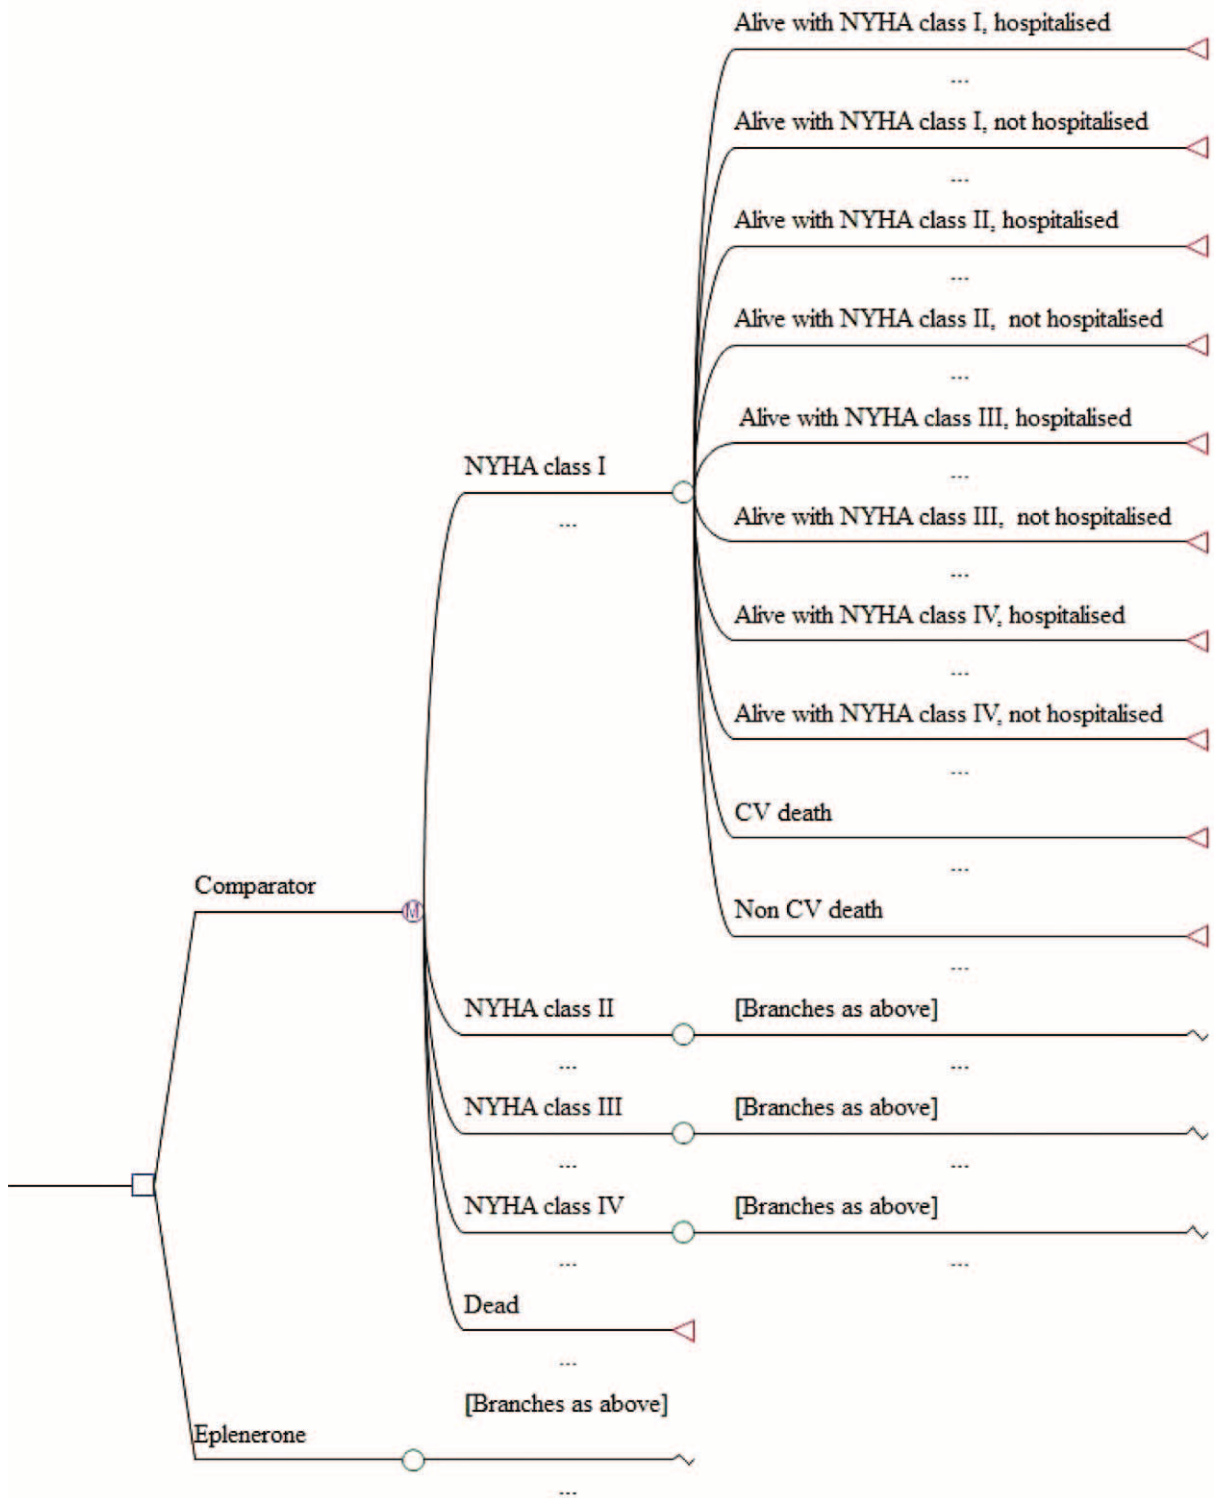 Alive with NYHA class I, hospitalised
...
Alive with NYHA class I, not hospitalised
...
Alive with NYHA class II, hospitalised
...
Alive with NYHA class II, not hospitalised
...
Alive with NYHA class III, hospitalised
NYHA class I
...
...
Alive with NYHA class III, not hospitalised
...
Alive with NYHA class IV, hospitalised
...
Alive with NYHA class IV, not hospitalised
...
CV death
...
Comparator
M
Non CV death
...
NYHA class II [Branches as above]
... ...
NYHA class III [Branches as above]
... ...
NYHA class IV [Branches as above]
... ...
Dead
...
[Branches as above]
Eplenerone
...